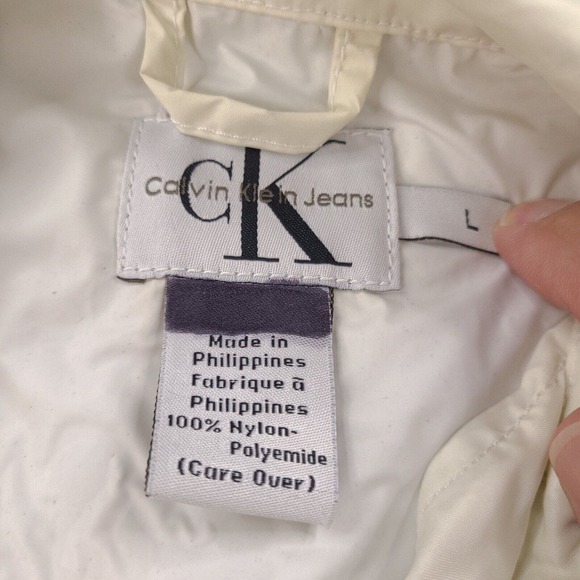 CK
Calvin Klein Jeans
L
Made in
Philippines
Fabrique à
Philippines
100% Nylon-
Polyemide
(Care Over)